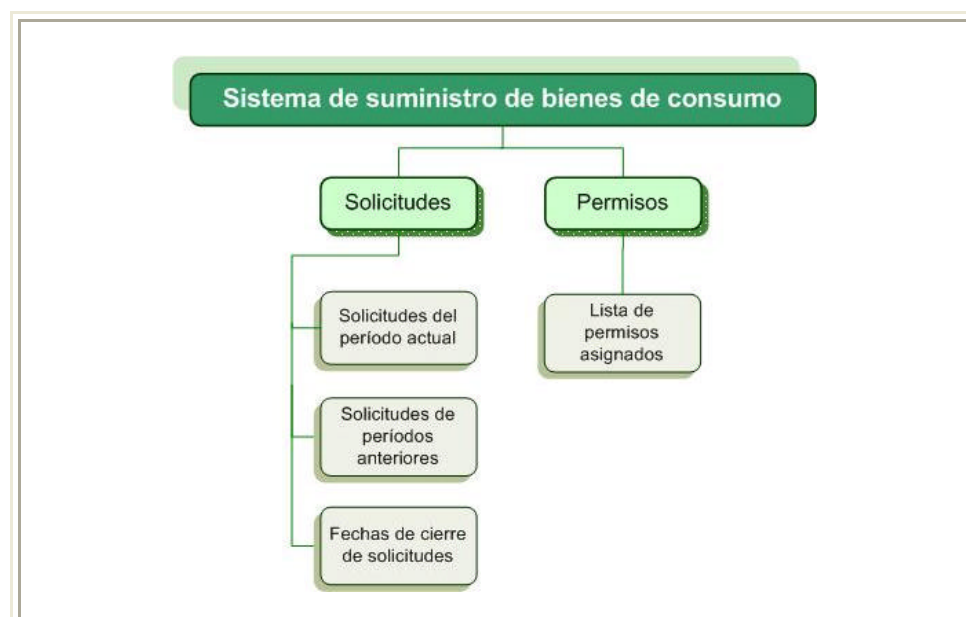 Sistema de suministro de bienes de consumo
Solicitudes
Permisos
Solicitudes del
período actual
Lista de
permisos
asignados
Solicitudes de
períodos
anteriores
Fechas de cierre
de solicitudes